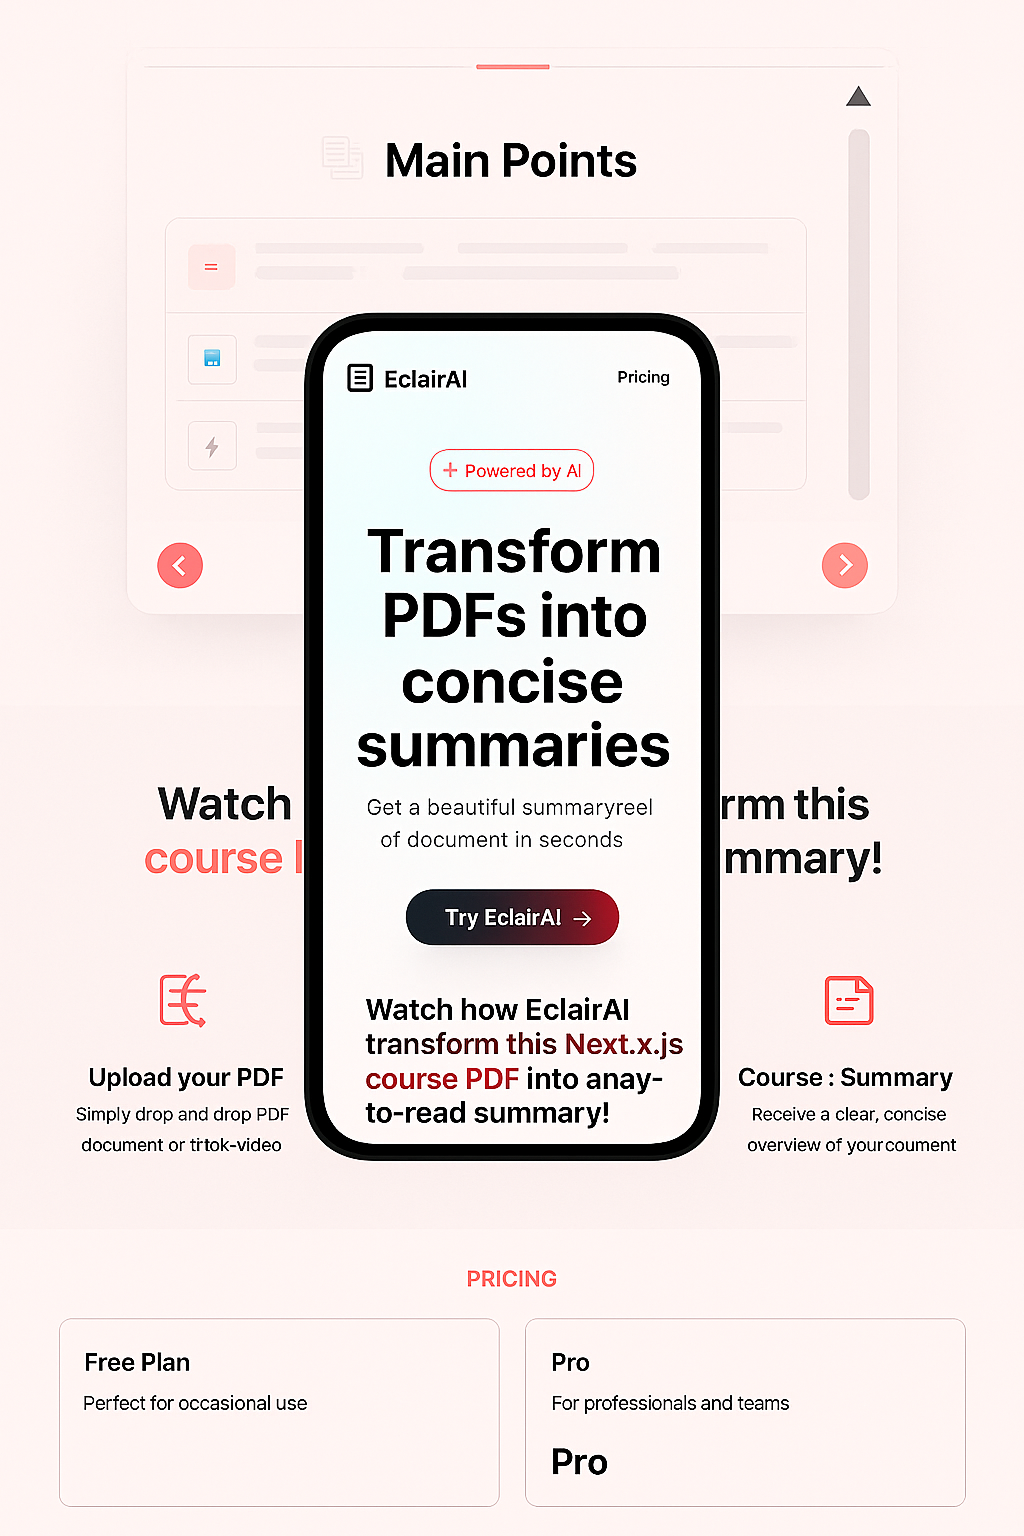 Main Points
EclairAI
Pricing
+ Powered by AI
Transform
PDFs into
concise
summaries
Get a beautiful summaryreel
of document in seconds
Try EclairA! →
Watch how EclairAI
transform this Next.x.js
course PDF into anay-
to-read summary!
Watch
rm this
course l
mmary!
Upload your PDF
Simply drop and drop PDF
document or trtok-video
Course : Summary
Receive a clear, concise
overview of yourcoument
PRICING
Free Plan
Perfect for occasional use
Pro
For professionals and teams
Pro